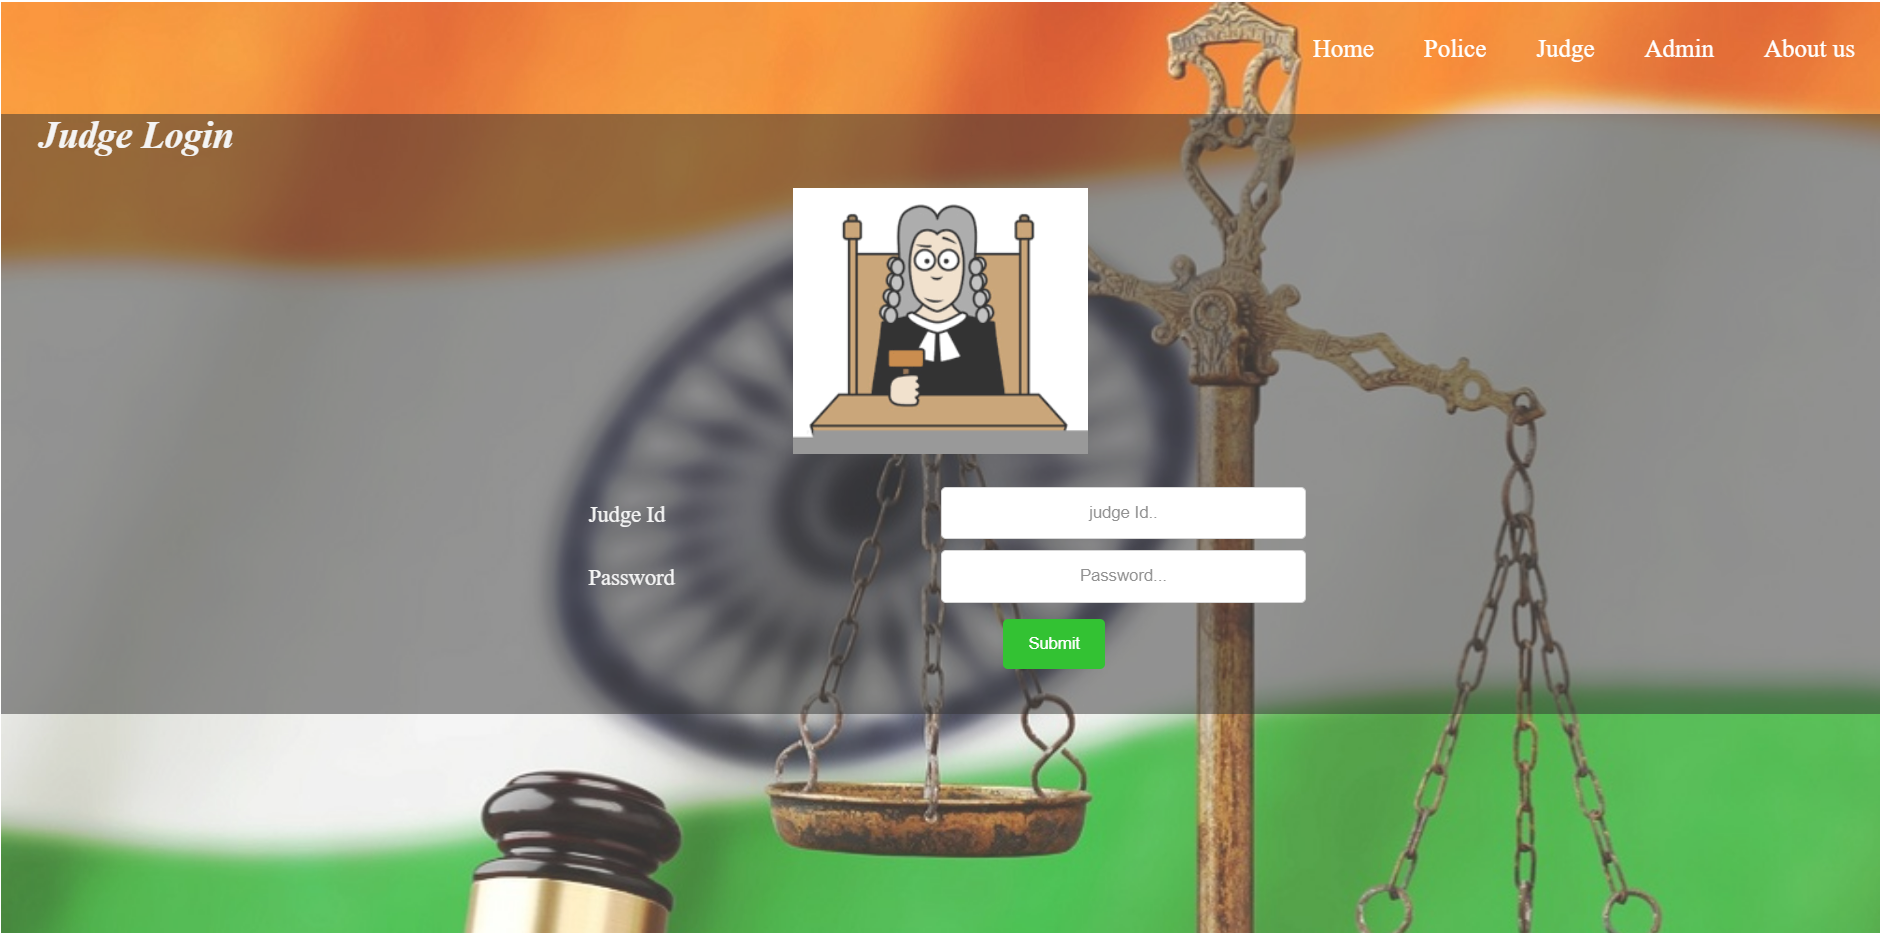 Home Police Judge Admin About us
Judge Login
Judge Id judge Id..
Password Password...
Submit